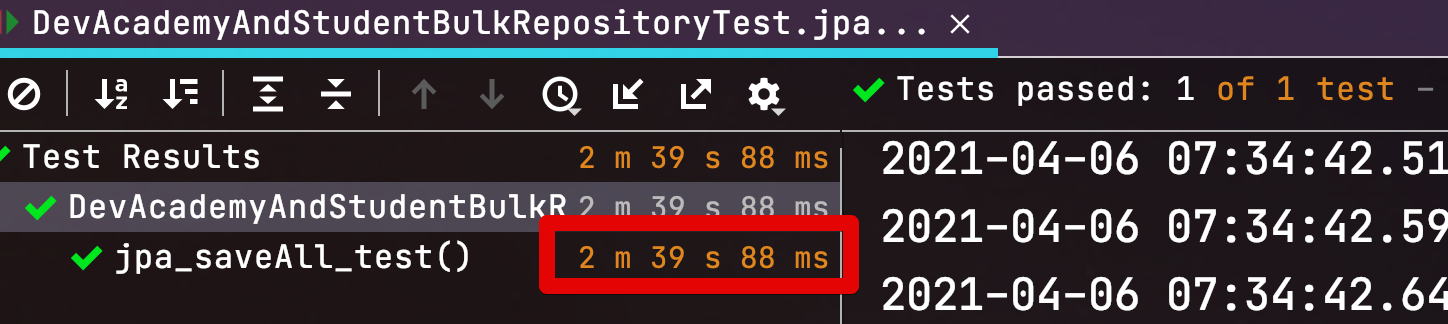 DevAcademyAndStudentBulkRepositoryTest.jpa... ×
Tests passed: 1 of 1 test –
Test Results 2 m 39 s 88 ms
DevAcademyAndStudentBulkR 2 m 39 s 88 ms
jpa_saveAll_test() 2 m 39 s 88 ms
2021-04-06 07:34:42.51
2021-04-06 07:34:42.59
2021-04-06 07:34:42.64